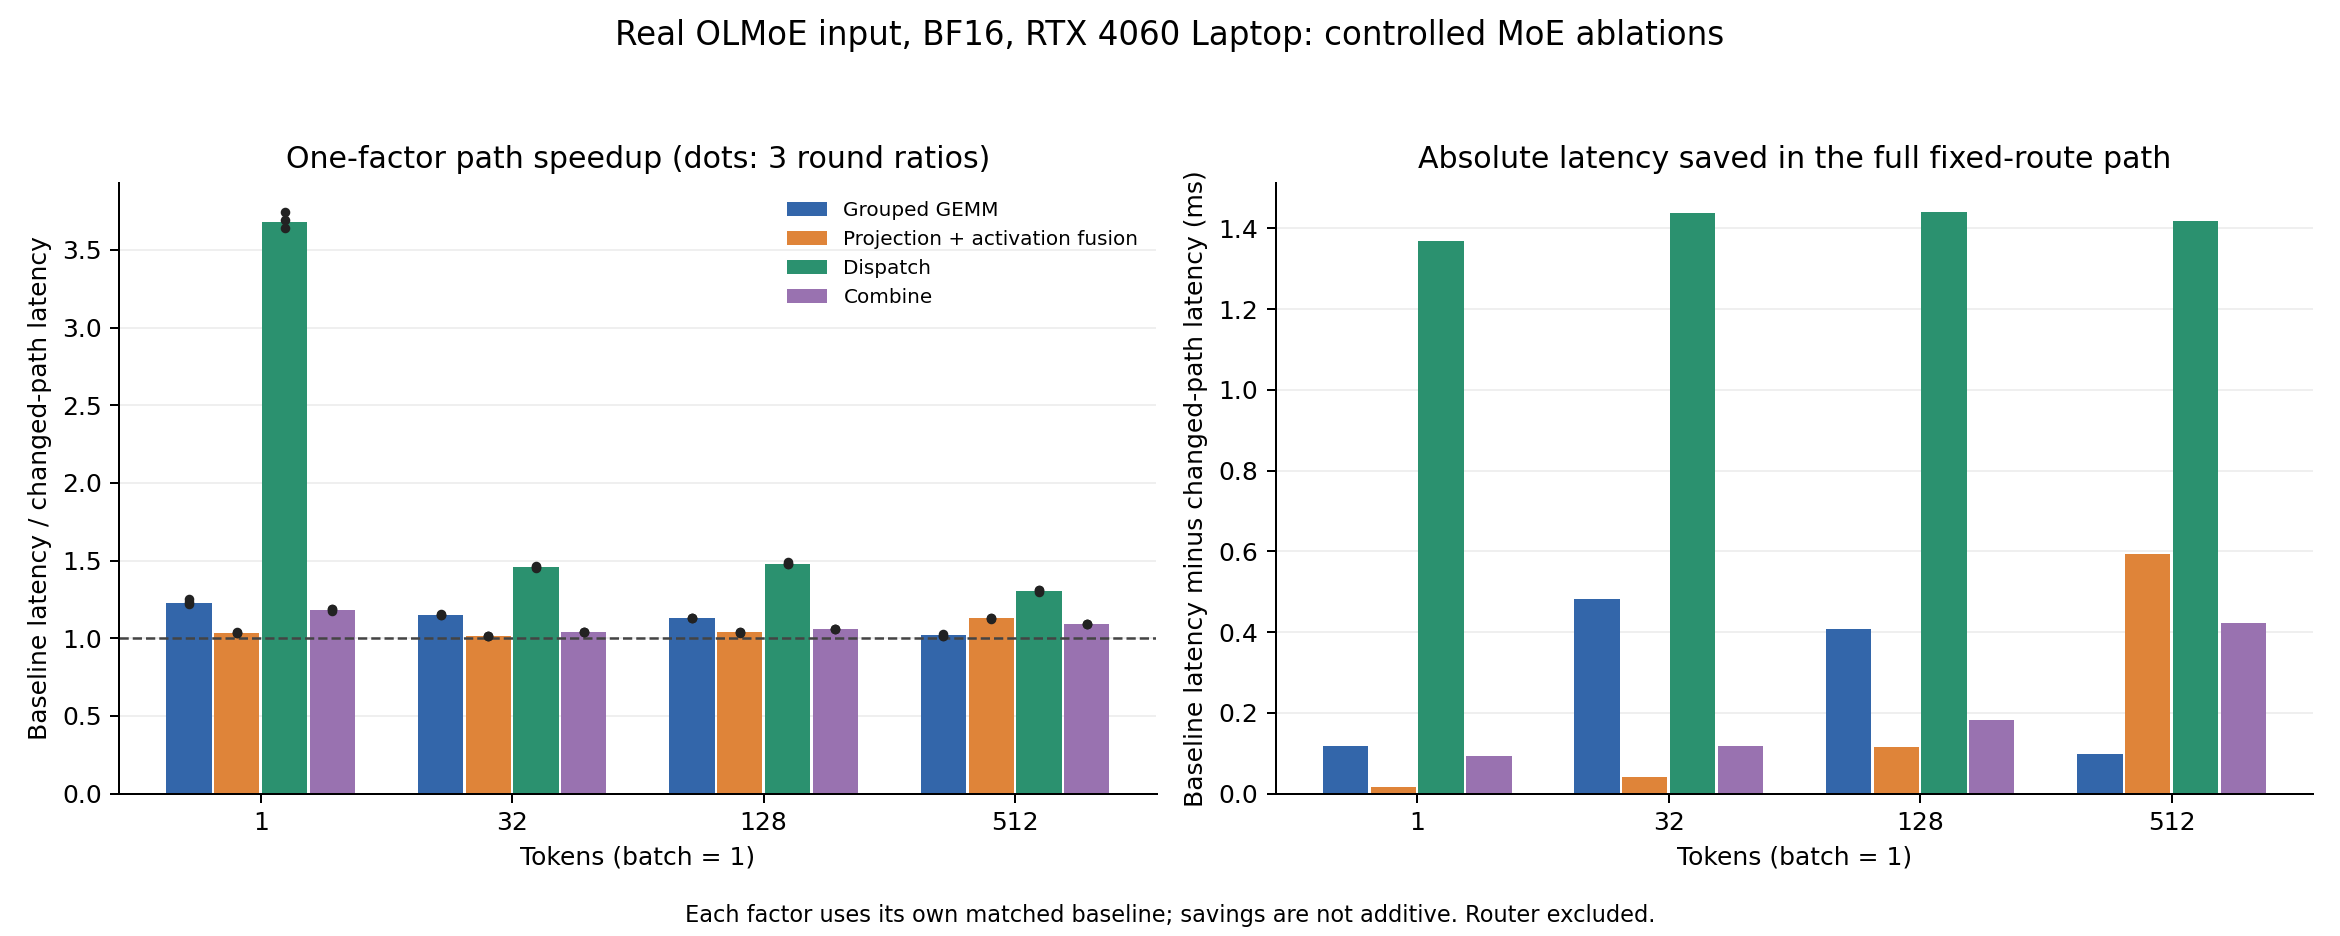 Real OLMoE input, BF16, RTX 4060 Laptop: controlled MoE ablations
One-factor path speedup (dots: 3 round ratios)
Baseline latency / changed-path latency
3.5
3.0
2.5
2.0
1.5
1.0
0.5
0.0
Grouped GEMM
Projection + activation fusion
Dispatch
Combine
1
32
128
512
Tokens (batch = 1)
Absolute latency saved in the full fixed-route path
Baseline latency minus changed-path latency (ms)
1.4
1.2
1.0
0.8
0.6
0.4
0.2
0.0
1
32
128
512
Tokens (batch = 1)
Each factor uses its own matched baseline; savings are not additive. Router excluded.